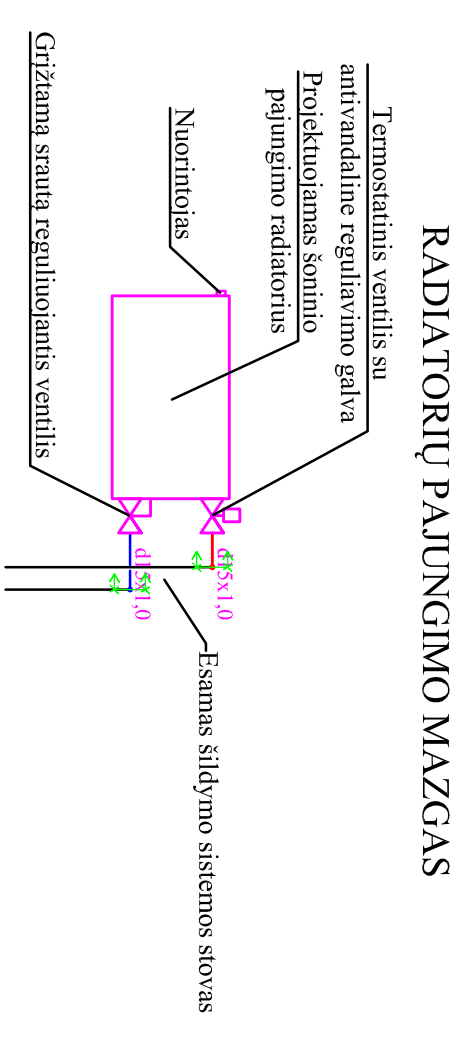 RADIATORIŲ PAJUNGIMO MAZGAS
Termostatinis ventilis su
antivandaline reguliavimo galva
Projektuojamas šoninio
pajungimo radiatorius
Nuorintojas
Grįžtamą srautą reguliuojantis ventilis
d15x1,0
d15x1,0
Esamas šildymo sistemos stovas